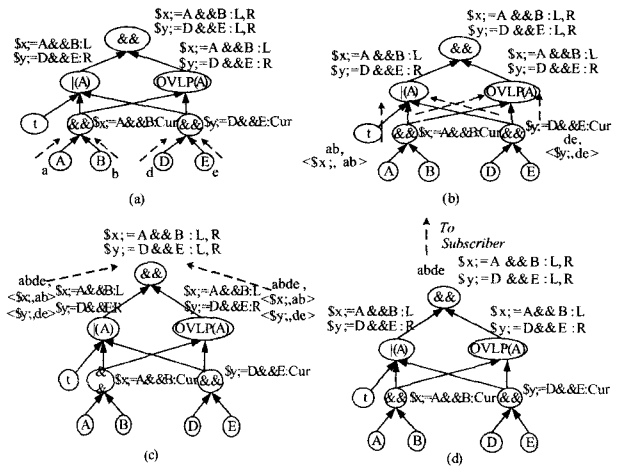 $x;=A&&B:L,R
$y;=D&&E:L,R
$x;=A&&B:L
$y;=D&&E:R
&&
$x;=A&&B:L
$y;=D&&E:R
|(A)
OVLP(A)
t
&&
$x;=A&&B:Cur
&&
$y;=D&&E:Cur
a
A
B
b
d
D
E
e
(a)
$x;=A&&B:L,R
$y;=D&&E:L,R
$x;=A&&B:L
$y;=D&&E:R
&&
$x;=A&&B:L
$y;=D&&E:R
|(A)
OVLP(A)
t
&&
$x;=A&&B:Cur
&&
$y;=D&&E:Cur
ab,
<$x;, ab>
de,
<$y;,de>
A
B
D
E
(b)
$x;=A&&B:L,R
$y;=D&&E:L,R
abde,
<$x;,ab>
<$y;,de>
&&
abde,
<$x;,ab>
<$y;,de>
$x;=A&&B:L
$y;=D&&E:R
$x;=A&&B:L
$y;=D&&E:R
|(A)
OVLP(A)
t
&&
$x;=A&&B:Cur
&&
$y;=D&&E:Cur
A
B
D
E
(c)
To
Subscriber
abde
$x;=A&&B:L,R
$y;=D&&E:L,R
&&
$x;=A&&B:L
$y;=D&&E:R
$x;=A&&B:L
$y;=D&&E:R
|(A)
OVLP(A)
t
&&
$x;=A&&B:Cur
&&
$y;=D&&E:Cur
A
B
D
E
(d)